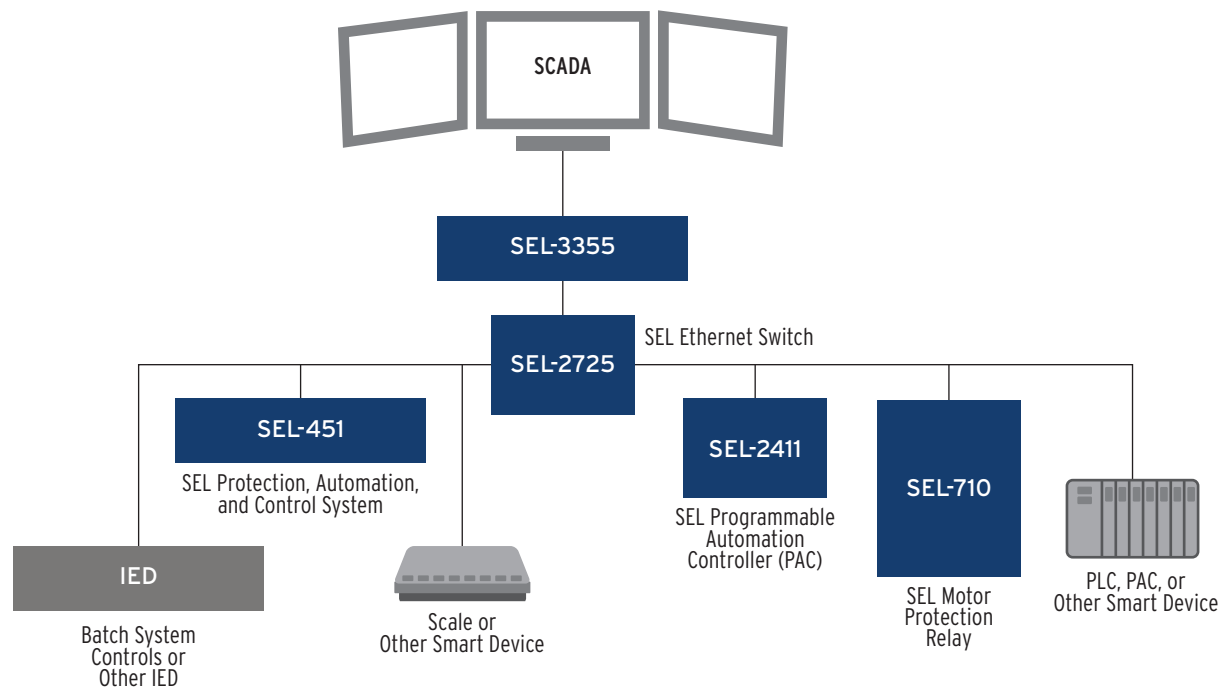 SCADA
SEL-3355
SEL-2725
SEL Ethernet Switch
SEL-451
SEL Protection, Automation,
and Control System
SEL-2411
SEL Programmable
Automation
Controller (PAC)
SEL-710
SEL Motor
Protection
Relay
PLC, PAC, or
Other Smart Device
IED
Batch System
Controls or
Other IED
Scale or
Other Smart Device